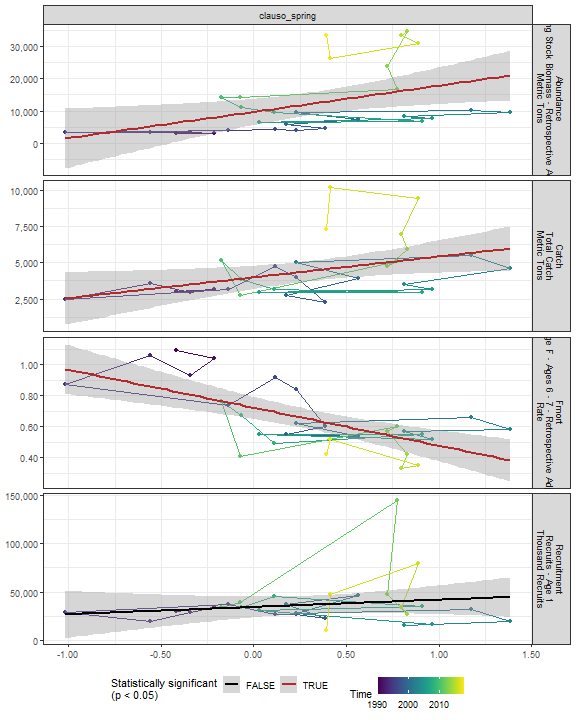 clauso_spring
30,000
20,000
10,000
0
Abundance
ng Stock Biomass - Retrospective A
Metric Tons
10,000
7,500
5,000
2,500
Catch
Total Catch
Metric Tons
1.00
0.80
0.60
0.40
Fmort
e F - Ages 6 - 7 - Retrospective Ad
Rate
150,000
100,000
50,000
0
Recruitment
Recruits - Age 1
Thousand Recruits
-1.00
-0.50
0.00
0.50
1.00
1.50
Statistically significant
(p < 0.05)
FALSE
TRUE
Time
1990
2000
2010